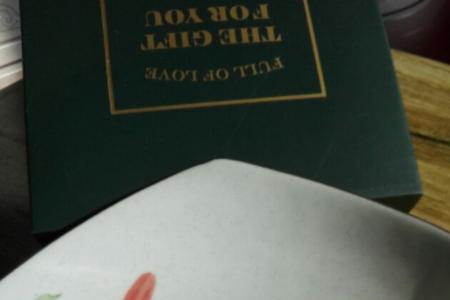 FULL OF LOVE
THE GIFT
FOR YOU